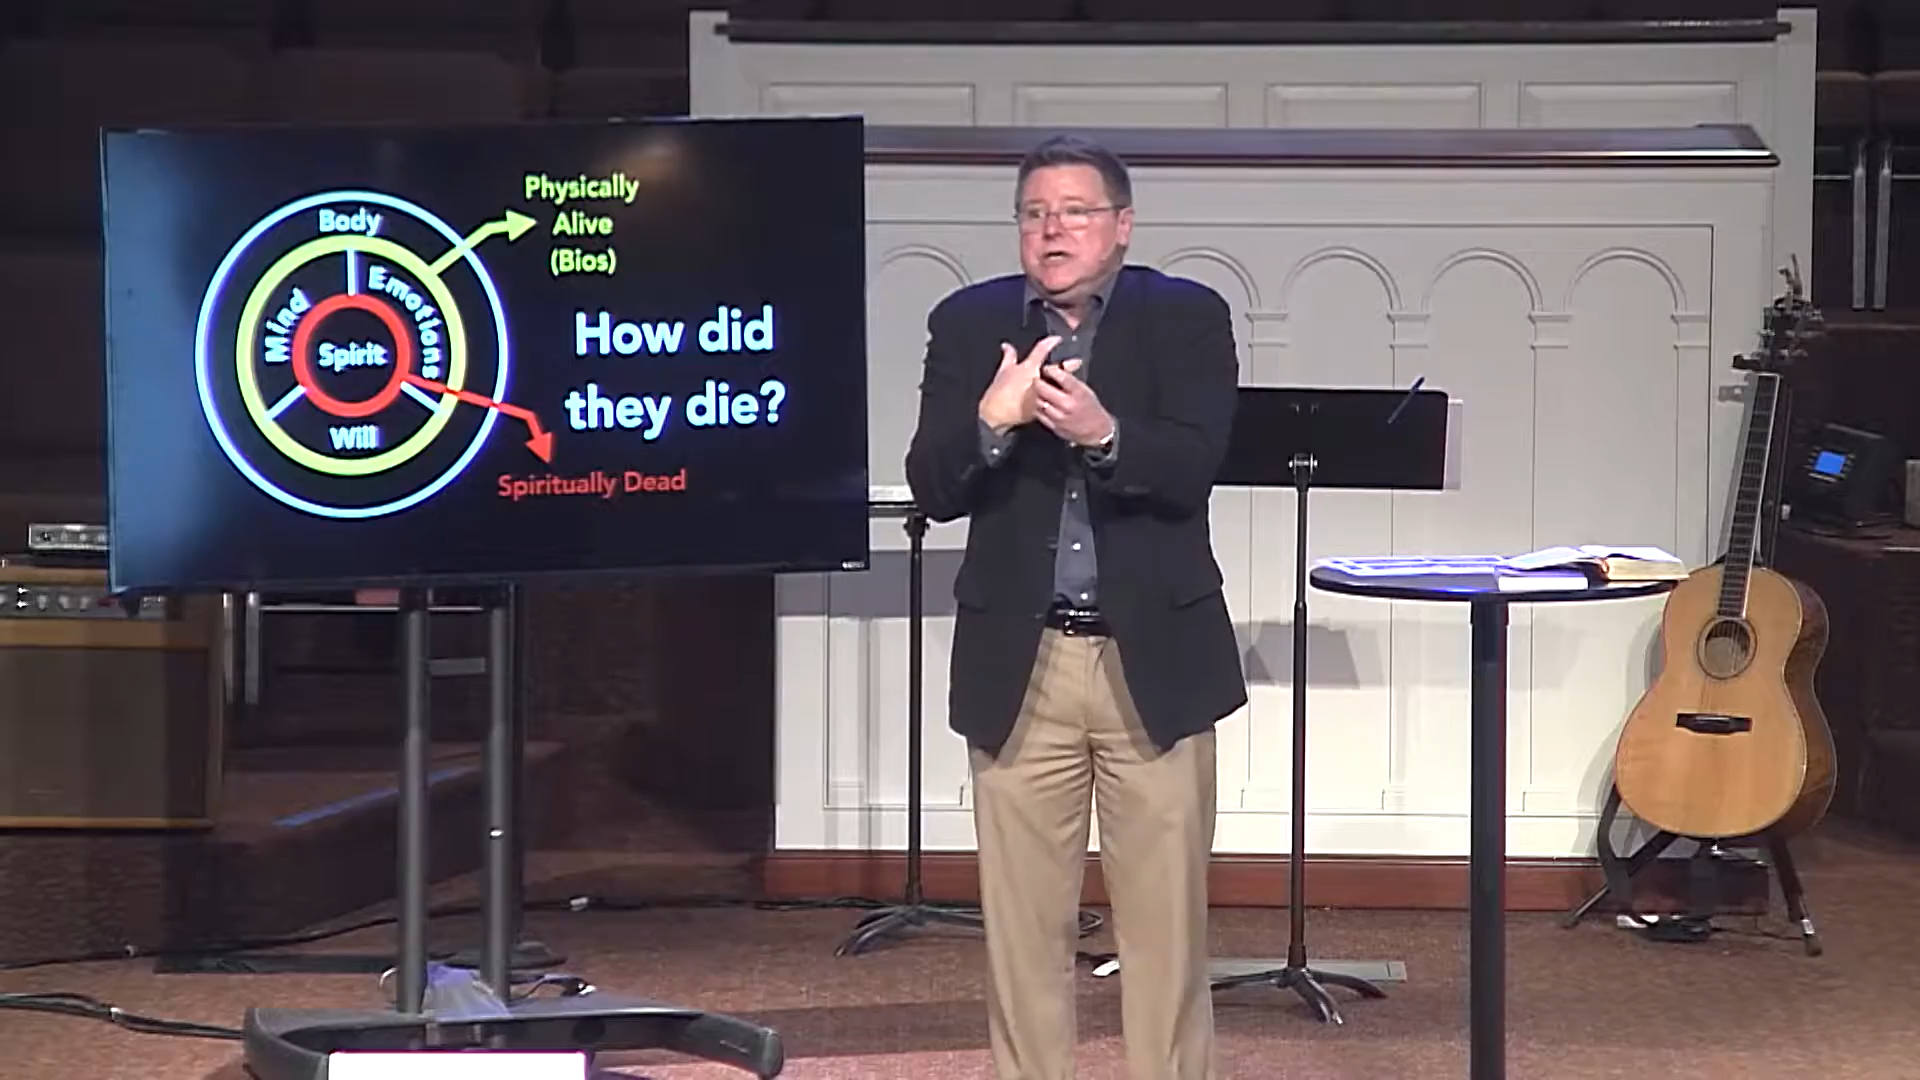 Body
Mind
Emotions
Spirit
Will
Physically
Alive
(Bios)
How did
they die?
Spiritually Dead